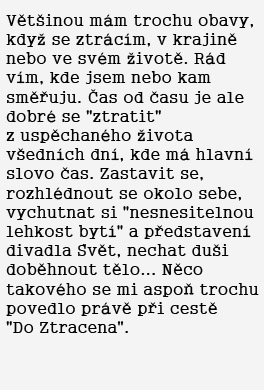 Většinou mám trochu obavy,
když se ztrácím, v krajině
nebo ve svém životě. Rád
vím, kde jsem nebo kam
směřuju. Čas od času je ale
dobré se "ztratit"
z uspěchaného života
všedních dní, kde má hlavní
slovo čas. Zastavit se,
rozhlédnout se okolo sebe,
vychutnat si "nesnesitelnou
lehkost bytí" a představení
divadla Svět, nechat duši
doběhnout tělo... Něco
takového se mi aspoň trochu
povedlo právě při cestě
"Do Ztracena".